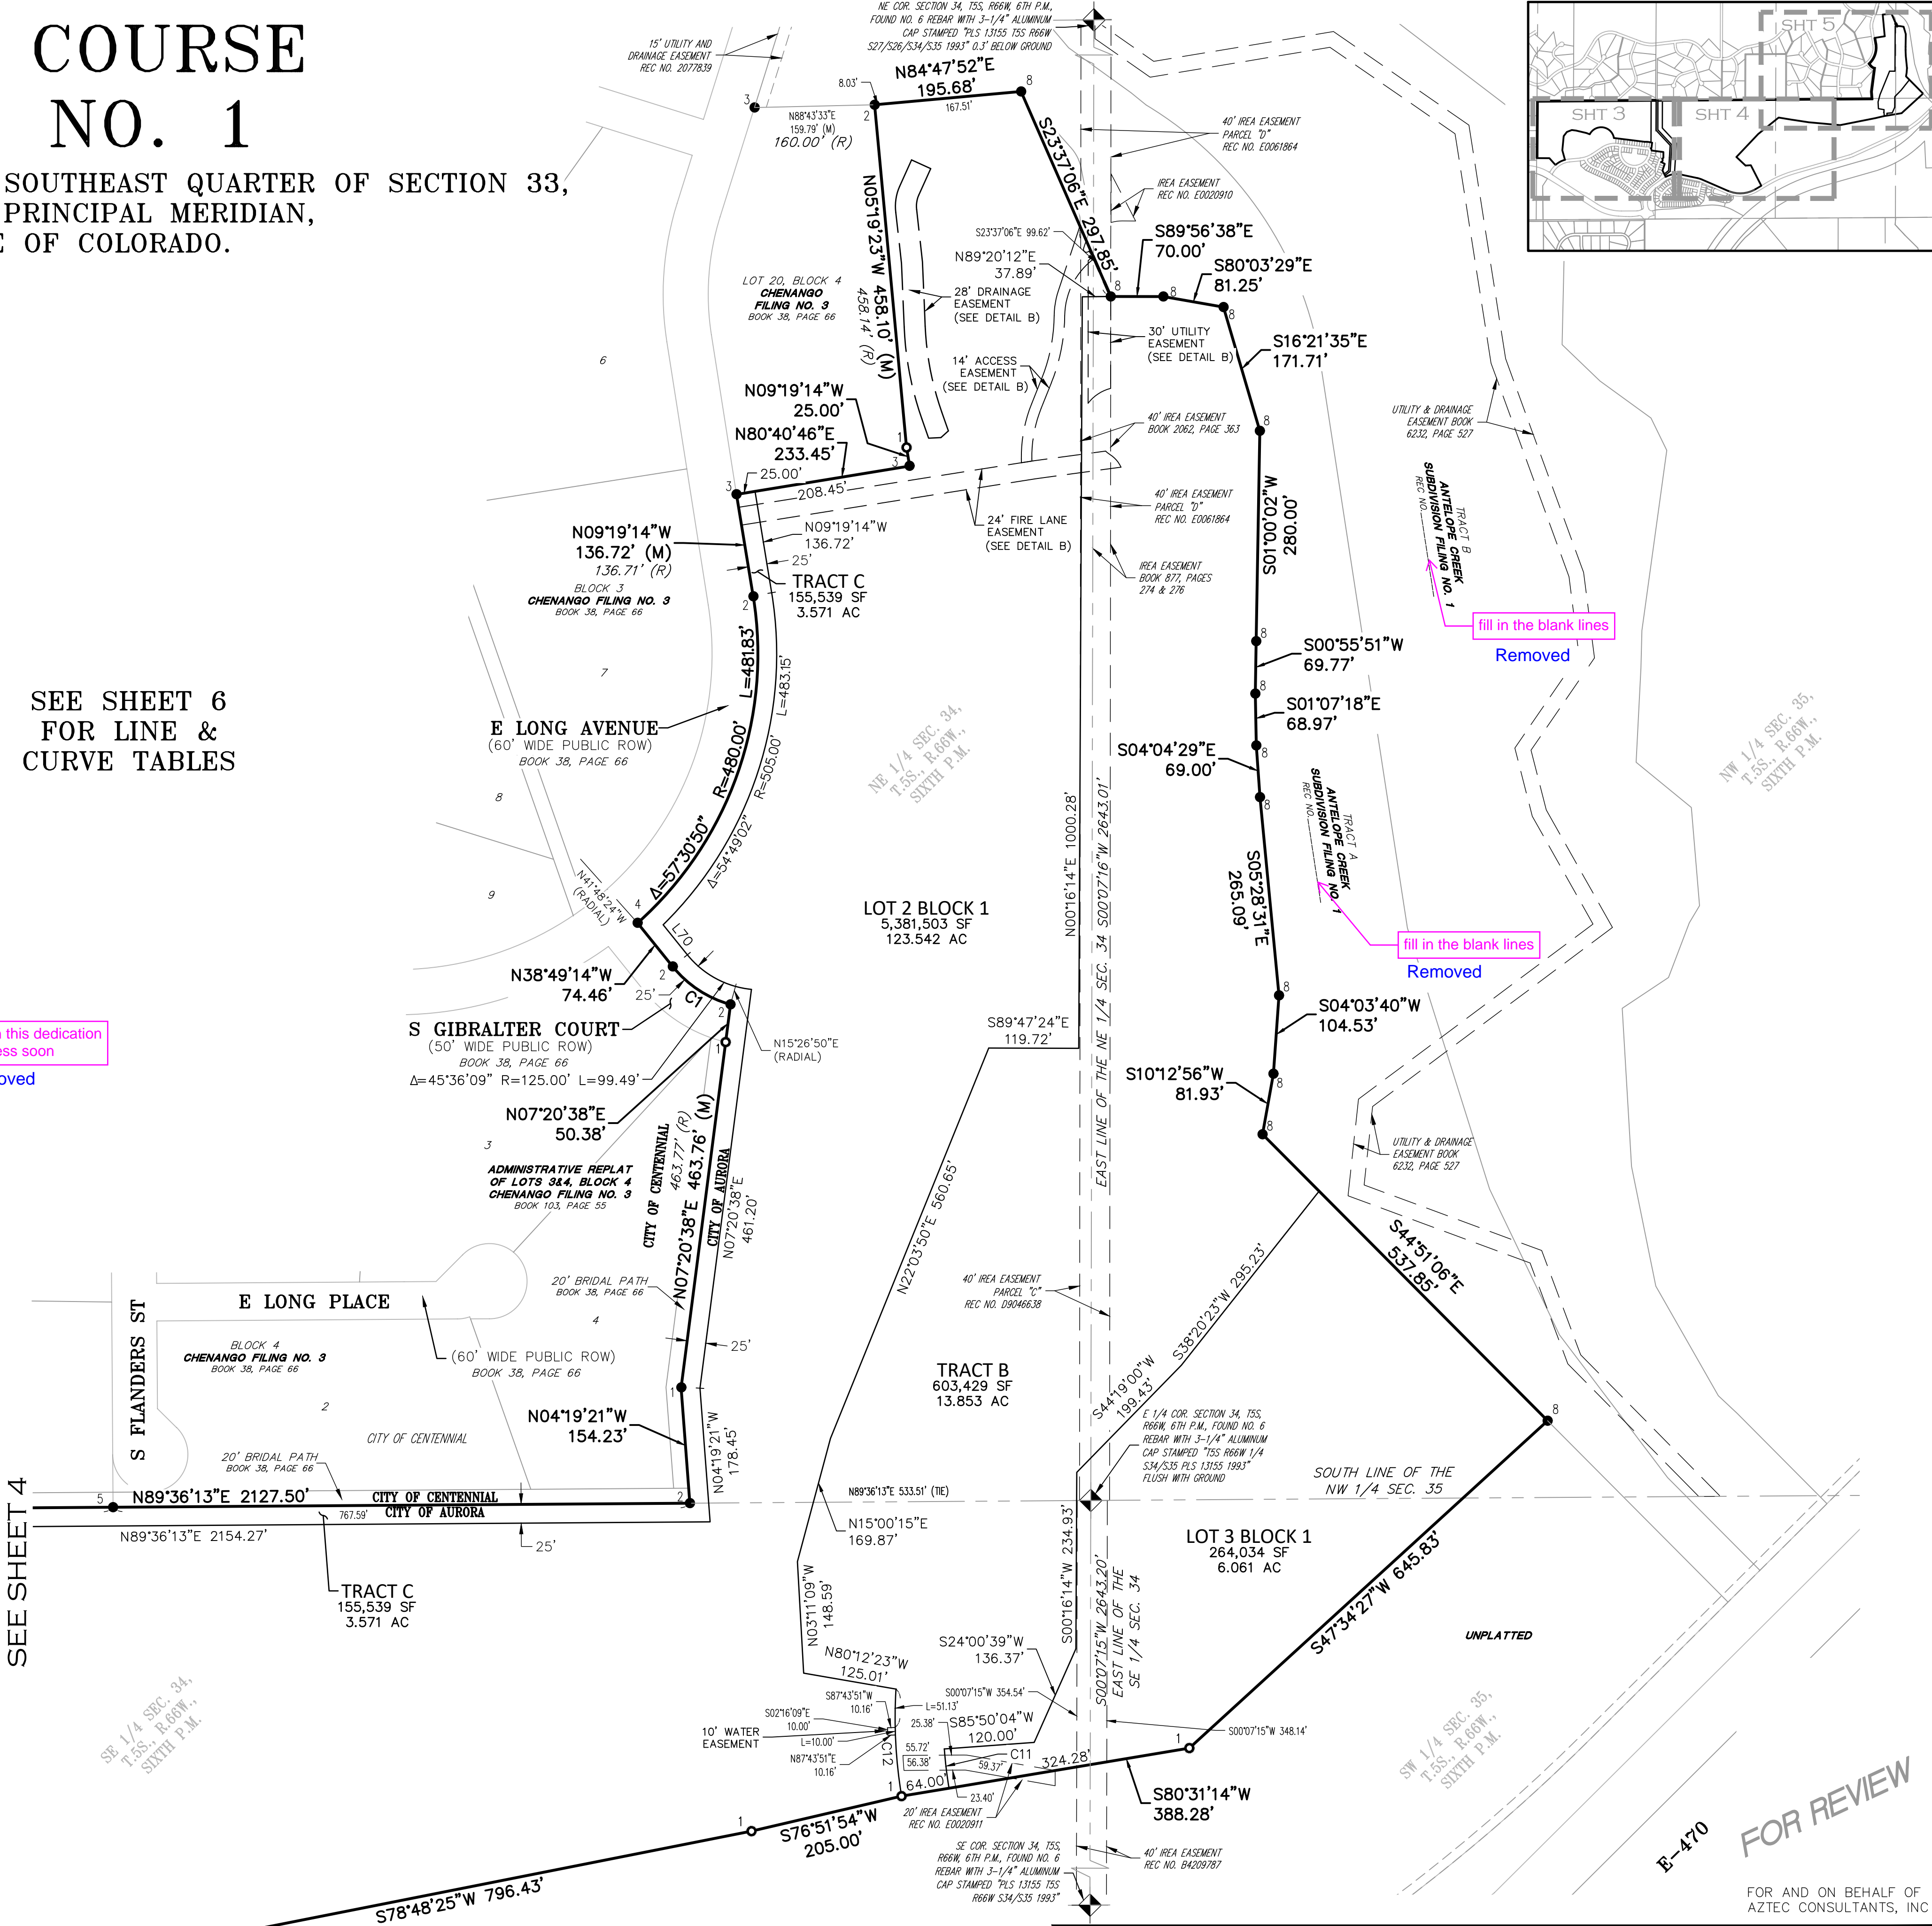 COURSE
NO. 1
SOUTHEAST QUARTER OF SECTION 33,
PRINCIPAL MERIDIAN,
E OF COLORADO.
SEE SHEET 6
FOR LINE &
CURVE TABLES
15' UTILITY AND
DRAINAGE EASEMENT
REC NO. 2077839
NE COR. SECTION 34, T5S, R66W, 6TH P.M.,
FOUND NO. 6 REBAR WITH 3-1/4" ALUMINUM
CAP STAMPED "PLS 13155 T5S R66W
S27/S26/S34/S35 1993" 0.3' BELOW GROUND
SHT 5
SHT 3
SHT 4
8.03'
N84°47'52"E
195.68'
167.51'
8
3
2
N88°43'33"E
159.79' (M)
160.00' (R)
S23°37'06"E 297.85'
N05°19'23"W 458.10' (M)
458.14' (R)
40' IREA EASEMENT
PARCEL "D"
REC NO. E0061864
IREA EASEMENT
REC NO. E0020910
S23°37'06"E 99.62'
N89°20'12"E
37.89'
S89°56'38"E
70.00'
S80°03'29"E
81.25'
8
8
8
LOT 20, BLOCK 4
CHENANGO
FILING NO. 3
BOOK 38, PAGE 66
28' DRAINAGE
EASEMENT
(SEE DETAIL B)
30' UTILITY
EASEMENT
(SEE DETAIL B)
S16°21'35"E
171.71'
14' ACCESS
EASEMENT
(SEE DETAIL B)
6
N09°19'14"W
25.00'
N80°40'46"E
233.45'
1
3
3
25.00'
208.45'
40' IREA EASEMENT
BOOK 2062, PAGE 363
8
UTILITY & DRAINAGE
EASEMENT BOOK
6232, PAGE 527
TRACT B
ANTELOPE CREEK
SUBDIVISION FILING NO. 1
REC NO.
40' IREA EASEMENT
PARCEL "D"
REC NO. E0061864
S01°00'02"W
280.00'
N09°19'14"W
136.72' (M)
136.71' (R)
N09°19'14"W
136.72'
24' FIRE LANE
EASEMENT
(SEE DETAIL B)
25'
TRACT C
155,539 SF
3.571 AC
2
IREA EASEMENT
BOOK 877, PAGES
274 & 276
BLOCK 3
CHENANGO FILING NO. 3
BOOK 38, PAGE 66
fill in the blank lines
Removed
8
S00°55'51"W
69.77'
8
S01°07'18"E
68.97'
7
Δ=57°30'50" R=480.00' L=481.83'
Δ=54°49'02" R=505.00' L=483.15'
E LONG AVENUE
(60' WIDE PUBLIC ROW)
BOOK 38, PAGE 66
NE 1/4 SEC. 34,
T.5S., R.66W.,
SIXTH P.M.
NW 1/4 SEC. 35,
T.5S., R.66W.,
SIXTH P.M.
S04°04'29"E
69.00'
8
8
8
9
N00°16'14"E 1000.28'
EAST LINE OF THE NE 1/4 SEC. 34 S00°07'16"W 2643.01'
TRACT A
ANTELOPE CREEK
SUBDIVISION FILING NO. 1
REC NO.
S05°28'31"E
265.09'
fill in the blank lines
Removed
N41°48'24"W
(RADIAL)
4
LOT 2 BLOCK 1
5,381,503 SF
123.542 AC
L70
N38°49'14"W
74.46'
2
25'
C1
2
S GIBRALTER COURT
(50' WIDE PUBLIC ROW)
BOOK 38, PAGE 66
Δ=45°36'09" R=125.00' L=99.49'
N15°26'50"E
(RADIAL)
1
8
S04°03'40"W
104.53'
S89°47'24"E
119.72'
n this dedication
ess soon
oved
S10°12'56"W
81.93'
8
8
N07°20'38"E
50.38'
3
ADMINISTRATIVE REPLAT
OF LOTS 3&4, BLOCK 4
CHENANGO FILING NO. 3
BOOK 103, PAGE 55
CITY OF CENTENNIAL
463.77' (R)
N07°20'38"E 463.76' (M)
CITY OF AURORA
N07°20'38"E
461.20'
N22°03'50"E 560.65'
UTILITY & DRAINAGE
EASEMENT BOOK
6232, PAGE 527
S44°51'06"E
537.85'
S38°20'23"W 295.23'
40' IREA EASEMENT
PARCEL "C"
REC NO. D9046638
20' BRIDAL PATH
BOOK 38, PAGE 66
E LONG PLACE
4
S FLANDERS ST
BLOCK 4
CHENANGO FILING NO. 3
BOOK 38, PAGE 66
(60' WIDE PUBLIC ROW)
BOOK 38, PAGE 66
25'
TRACT B
603,429 SF
13.853 AC
S44°19'00"W
199.43'
1
2
N04°19'21"W
154.23'
N04°19'21"W
178.45'
E 1/4 COR. SECTION 34, T5S,
R66W, 6TH P.M., FOUND NO. 6
REBAR WITH 3-1/4" ALUMINUM
CAP STAMPED "T5S R66W 1/4
S34/S35 PLS 13155 1993"
FLUSH WITH GROUND
8
CITY OF CENTENNIAL
20' BRIDAL PATH
BOOK 38, PAGE 66
SOUTH LINE OF THE
NW 1/4 SEC. 35
5
N89°36'13"E 2127.50'
CITY OF CENTENNIAL
767.59'
CITY OF AURORA
2
N89°36'13"E 533.51' (TIE)
N89°36'13"E 2154.27'
25'
N15°00'15"E
169.87'
SEE SHEET 4
TRACT C
155,539 SF
3.571 AC
S00°16'14"W 234.93'
S00°07'15"W 2643.20'
EAST LINE OF THE
SE 1/4 SEC. 34
LOT 3 BLOCK 1
264,034 SF
6.061 AC
S47°34'27"W 645.83'
UNPLATTED
N03°11'09"W
148.59'
N80°12'23"W
125.01'
S24°00'39"W
136.37'
SE 1/4 SEC. 34,
T.5S., R.66W.,
SIXTH P.M.
SW 1/4 SEC. 35,
T.5S., R.66W.,
SIXTH P.M.
S87°43'51"W
10.16'
L=51.13'
S00°07'15"W 354.54'
S02°16'09"E
10.00'
25.38'
S85°50'04"W
120.00'
10' WATER
EASEMENT
L=10.00'
N87°43'51"E
10.16'
C12
55.72'
56.38'
C11
59.37'
324.28'
1
S00°07'15"W 348.14'
1
64.00'
23.40'
20' IREA EASEMENT
REC NO. E0020911
S80°31'14"W
388.28'
1
S76°51'54"W
205.00'
SE COR. SECTION 34, T5S,
R66W, 6TH P.M., FOUND NO. 6
REBAR WITH 3-1/4" ALUMINUM
CAP STAMPED "PLS 13155 T5S
R66W S34/S35 1993"
40' IREA EASEMENT
REC NO. B4209787
S78°48'25"W 796.43'
E-470
FOR REVIEW
FOR AND ON BEHALF OF
AZTEC CONSULTANTS, INC